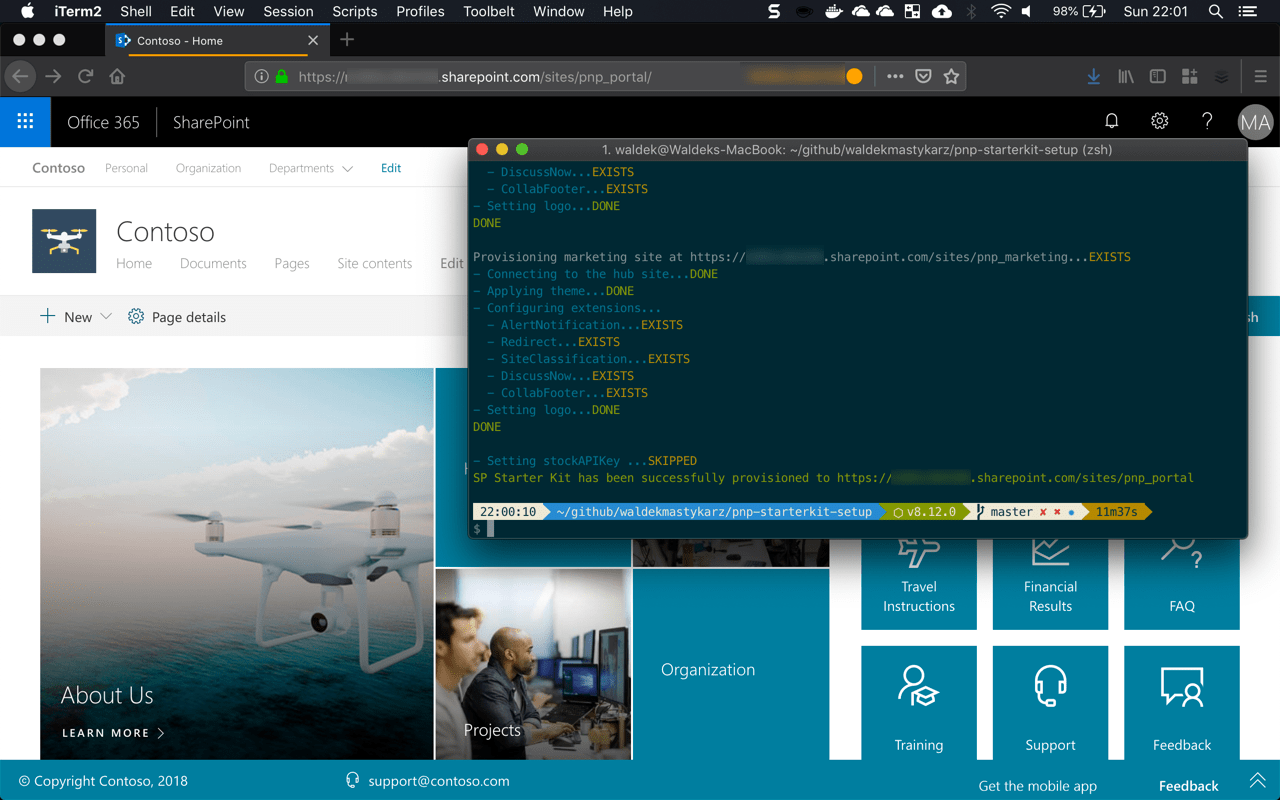 iTerm2 Shell Edit View Session Scripts Profiles Toolbelt Window Help 98% Sun 22:01
Contoso - Home
.sharepoint.com/sites/pnp_portal/
Office 365 SharePoint MA
Contoso Personal Organization Departments Edit
Contoso
Home Documents Pages Site contents Edit
New Page details
sh
1. waldek@Waldeks-MacBook: ~/github/waldekmastykarz/pnp-starterkit-setup (zsh)
- DiscussNow...EXISTS
- CollabFooter...EXISTS
- Setting logo...DONE
DONE
Provisioning marketing site at https://.sharepoint.com/sites/pnp_marketing...EXISTS
- Connecting to the hub site...DONE
- Applying theme...DONE
- Configuring extensions...
- AlertNotification...EXISTS
- Redirect...EXISTS
- SiteClassification...EXISTS
- DiscussNow...EXISTS
- CollabFooter...EXISTS
- Setting logo...DONE
DONE
- Setting stockAPIKey ...SKIPPED
SP Starter Kit has been successfully provisioned to https://.sharepoint.com/sites/pnp_portal
22:00:10 ~/github/waldekmastykarz/pnp-starterkit-setup v8.12.0 master ✘ ✖ 11m37s
$
About Us
LEARN MORE
Projects
Organization
Travel Instructions
Financial Results
FAQ
Training
Support
Feedback
© Copyright Contoso, 2018 support@contoso.com Get the mobile app Feedback